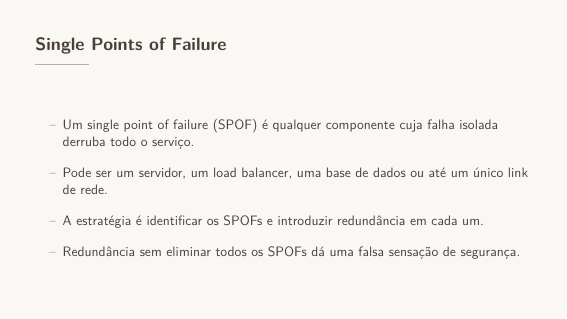 Single Points of Failure
– Um single point of failure (SPOF) é qualquer componente cuja falha isolada
derruba todo o serviço.
– Pode ser um servidor, um load balancer, uma base de dados ou até um único link
de rede.
– A estratégia é identificar os SPOFs e introduzir redundância em cada um.
– Redundância sem eliminar todos os SPOFs dá uma falsa sensação de segurança.